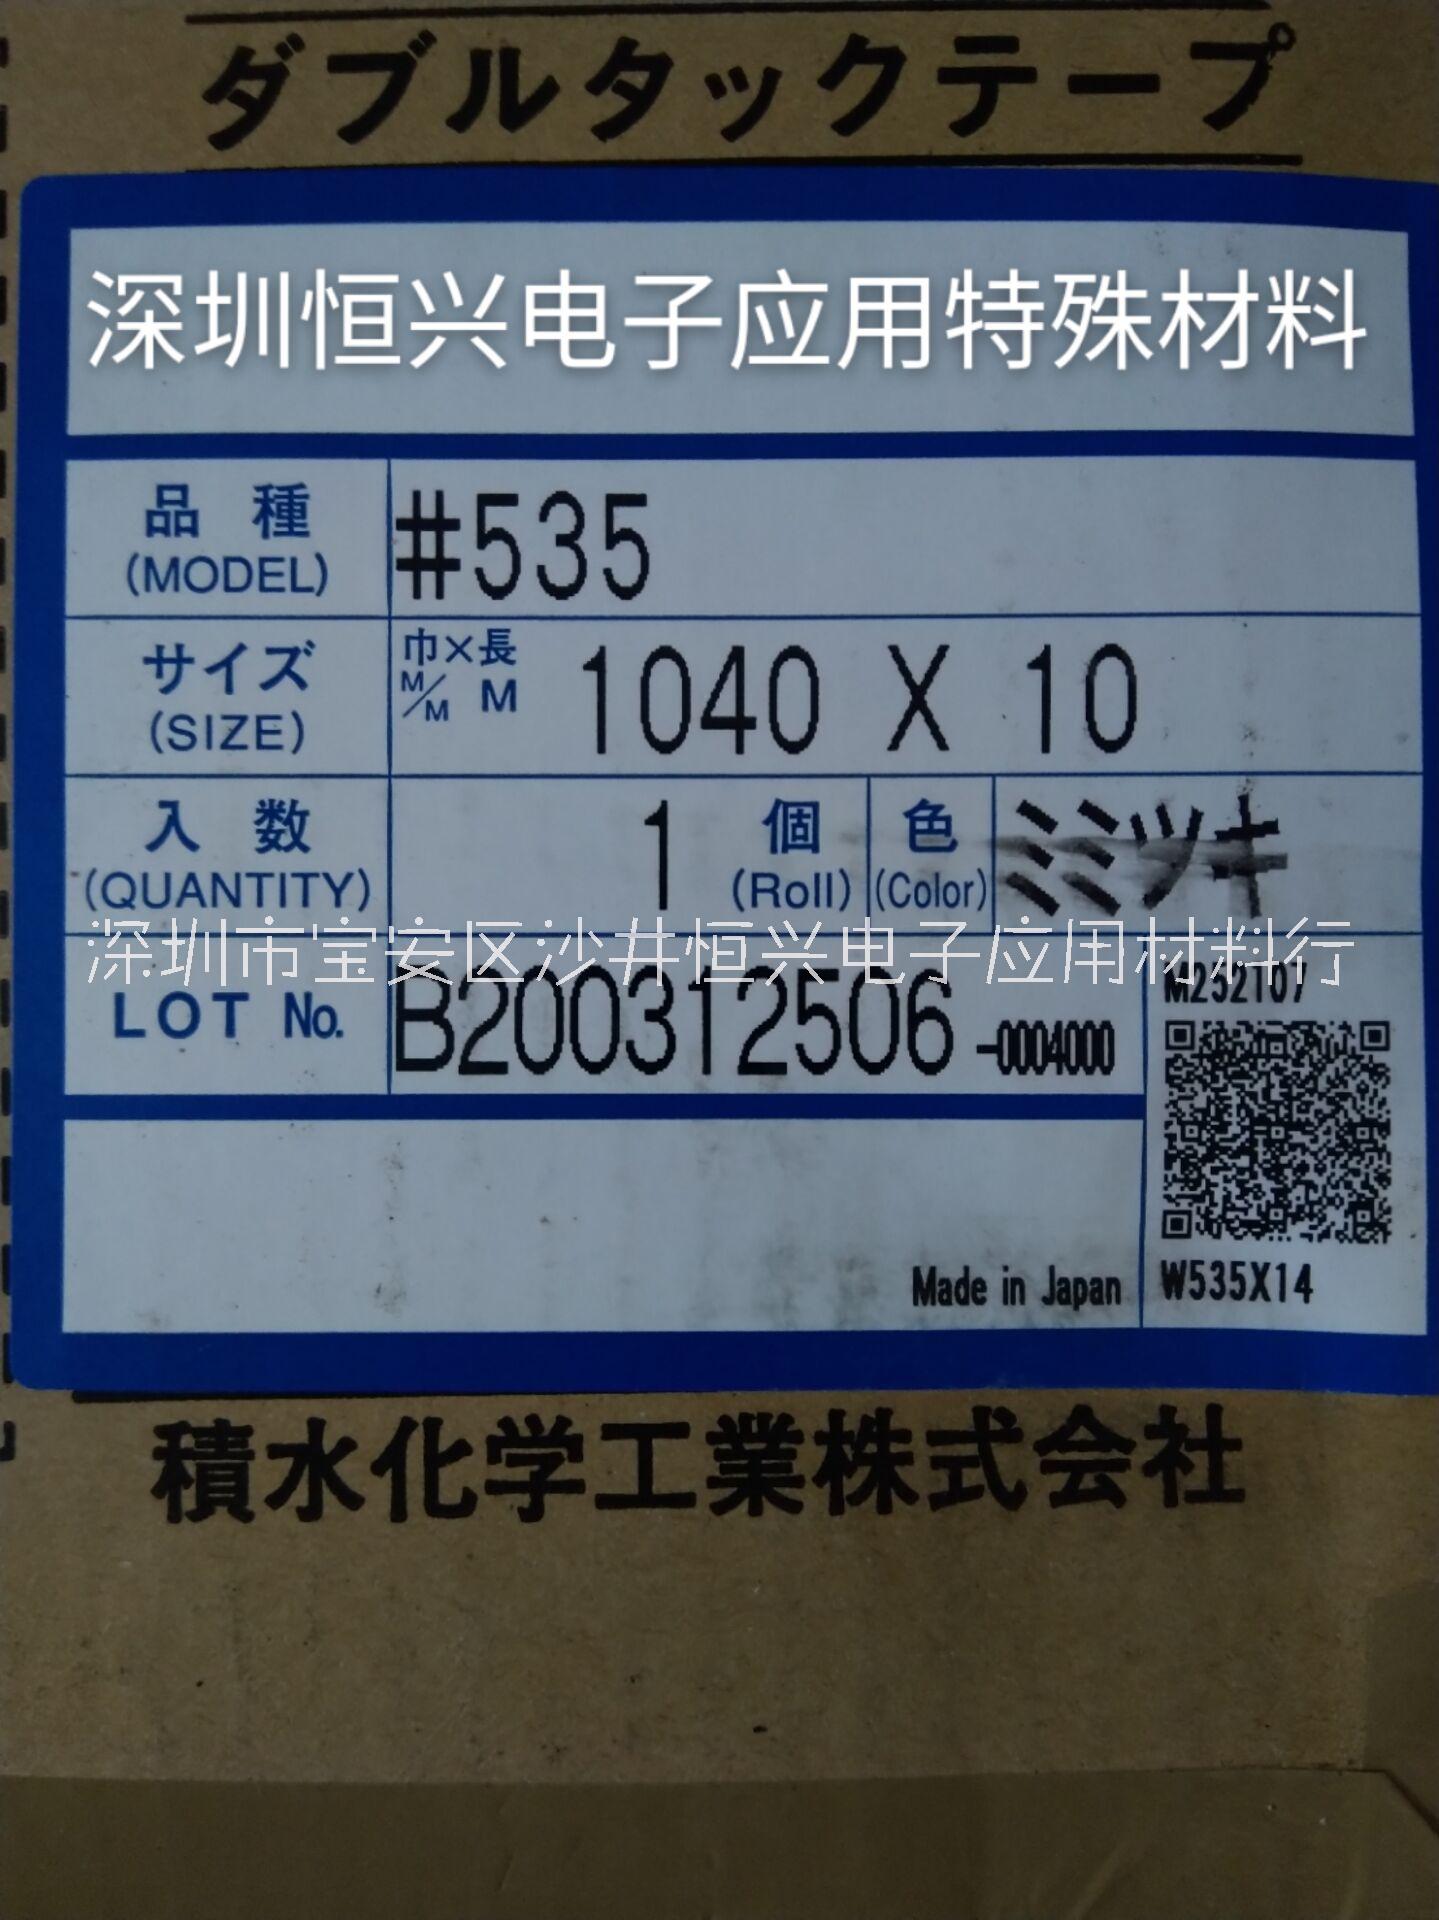 ダブルタックテープ
深圳恒兴电子应用特殊材料
品種 #535
(MODEL)
サイズ 巾×長 1040 X 10
(SIZE) M/M M
入数 1 個 色 ミミツキ
(QUANTITY) (Roll) (Color)
深圳市宝安区沙井恒兴电子应用材料行
LOT No. B200312506 -0004000
M252107
Made in Japan
W535X14
積水化学工業株式会社